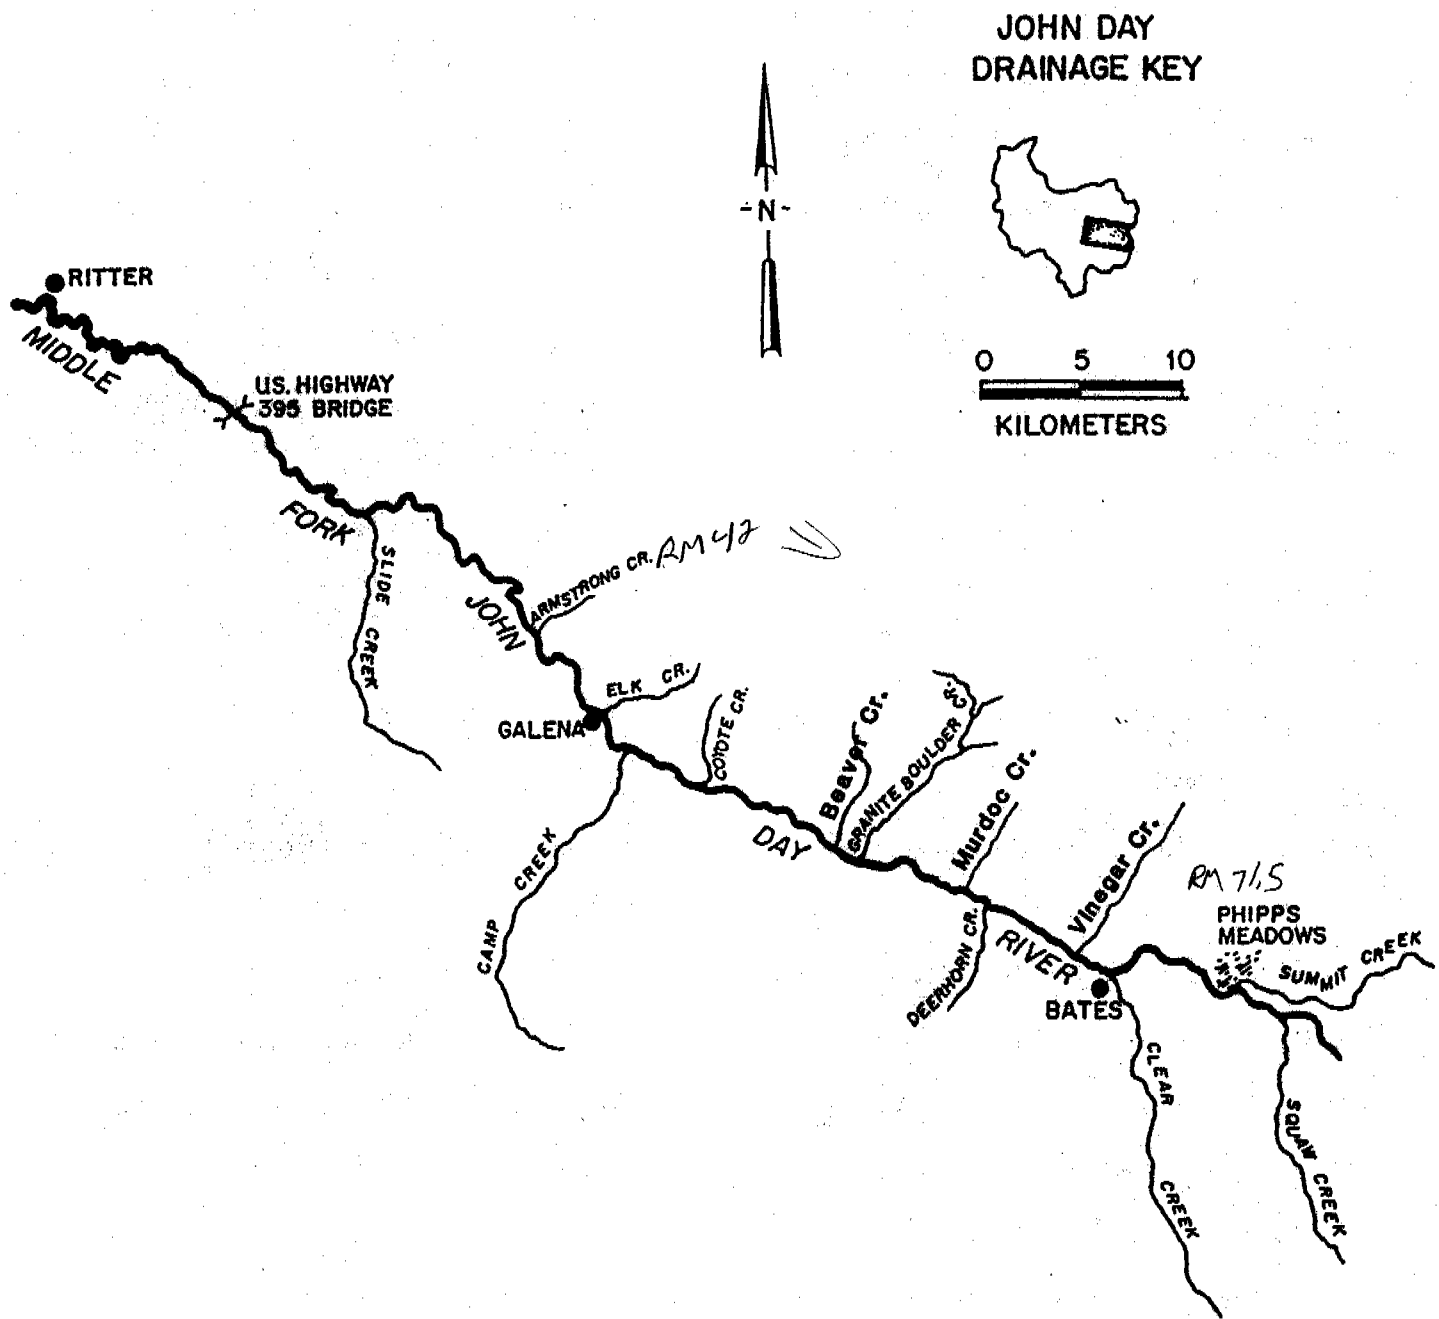 JOHN DAY
DRAINAGE KEY
-N-
RITTER
MIDDLE
U.S. HIGHWAY
395 BRIDGE
0 5 10
KILOMETERS
FORK
SLIDE CREEK
JOHN
ARMSTRONG CR.
RM 42
ELK CR.
GALENA
COYOTE CR.
Beaver Cr.
GRANITE BOULDER CR.
Murdoc Cr.
DAY
CAMP CREEK
Vinegar Cr.
RM 71.5
PHIPPS
MEADOWS
SUMMIT CREEK
DEERHORN CR.
RIVER
BATES
CLEAR CREEK
SQUAW CREEK